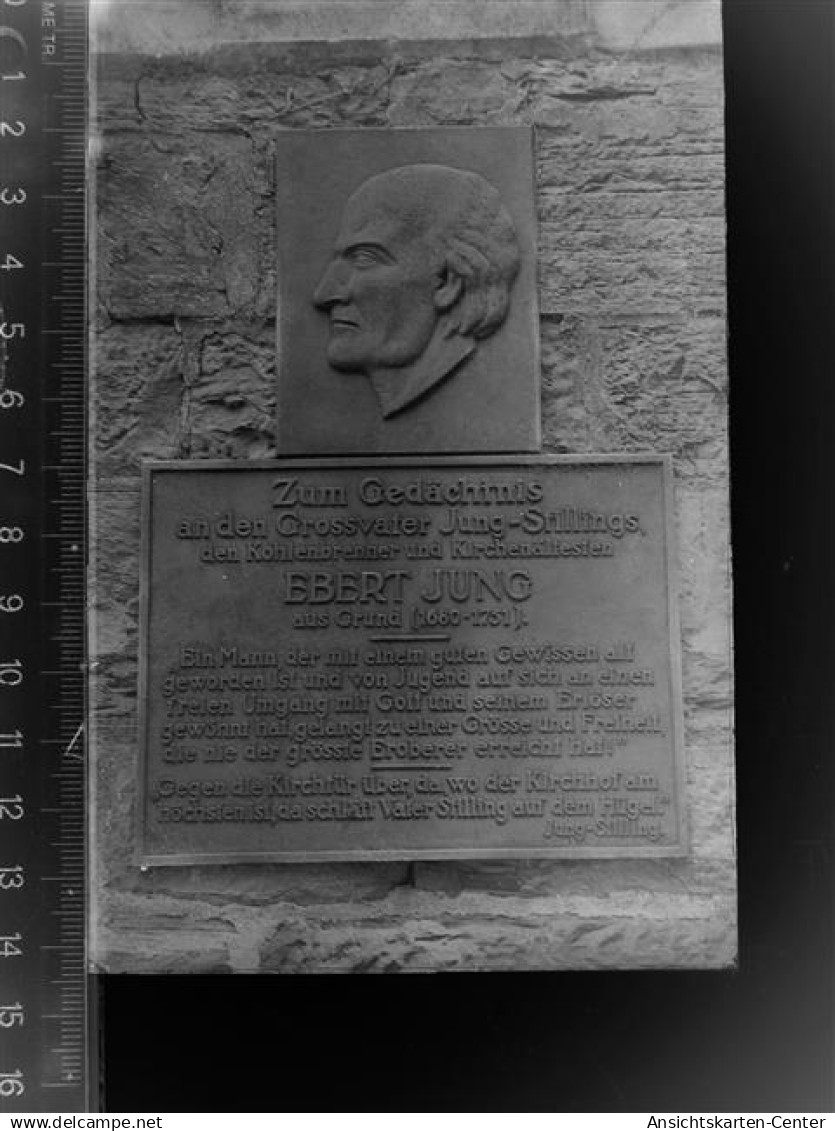 METR.
1
2
3
4
5
6
7
8
9
10
11
12
13
14
15
16
Zum Gedächtnis
an den Grossvater Jung-Stillings,
den Kohlenbrenner und Kirchenältesten
EBERT JUNG
aus Grund (1680-1751).
„Ein Mann, der mit einem guten Gewissen alt
geworden ist und von Jugend auf sich an einen
freien Umgang mit Gott und seinem Erlöser
gewöhnt hat, gelangt zu einer Grösse und Freiheit,
die nie der grösste Eroberer erreicht hat!"
„Gegen die Kirchtür über, da, wo der Kirchhof am
höchsten ist, da schläft Vater Stilling auf dem Hügel."
Jung-Stilling.
delcampe.net
Ansichtskarten-Center